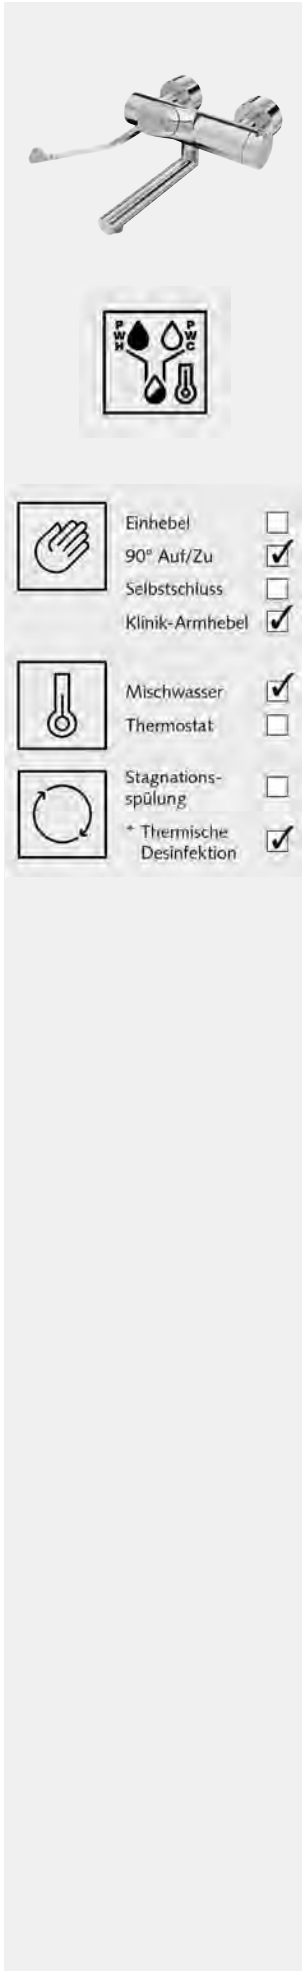 PWH
PWC
Einhebel
90° Auf/Zu
Selbstschluss
Klinik-Armhebel
Mischwasser
Thermostat
Stagnations-
spülung
* Thermische
Desinfektion